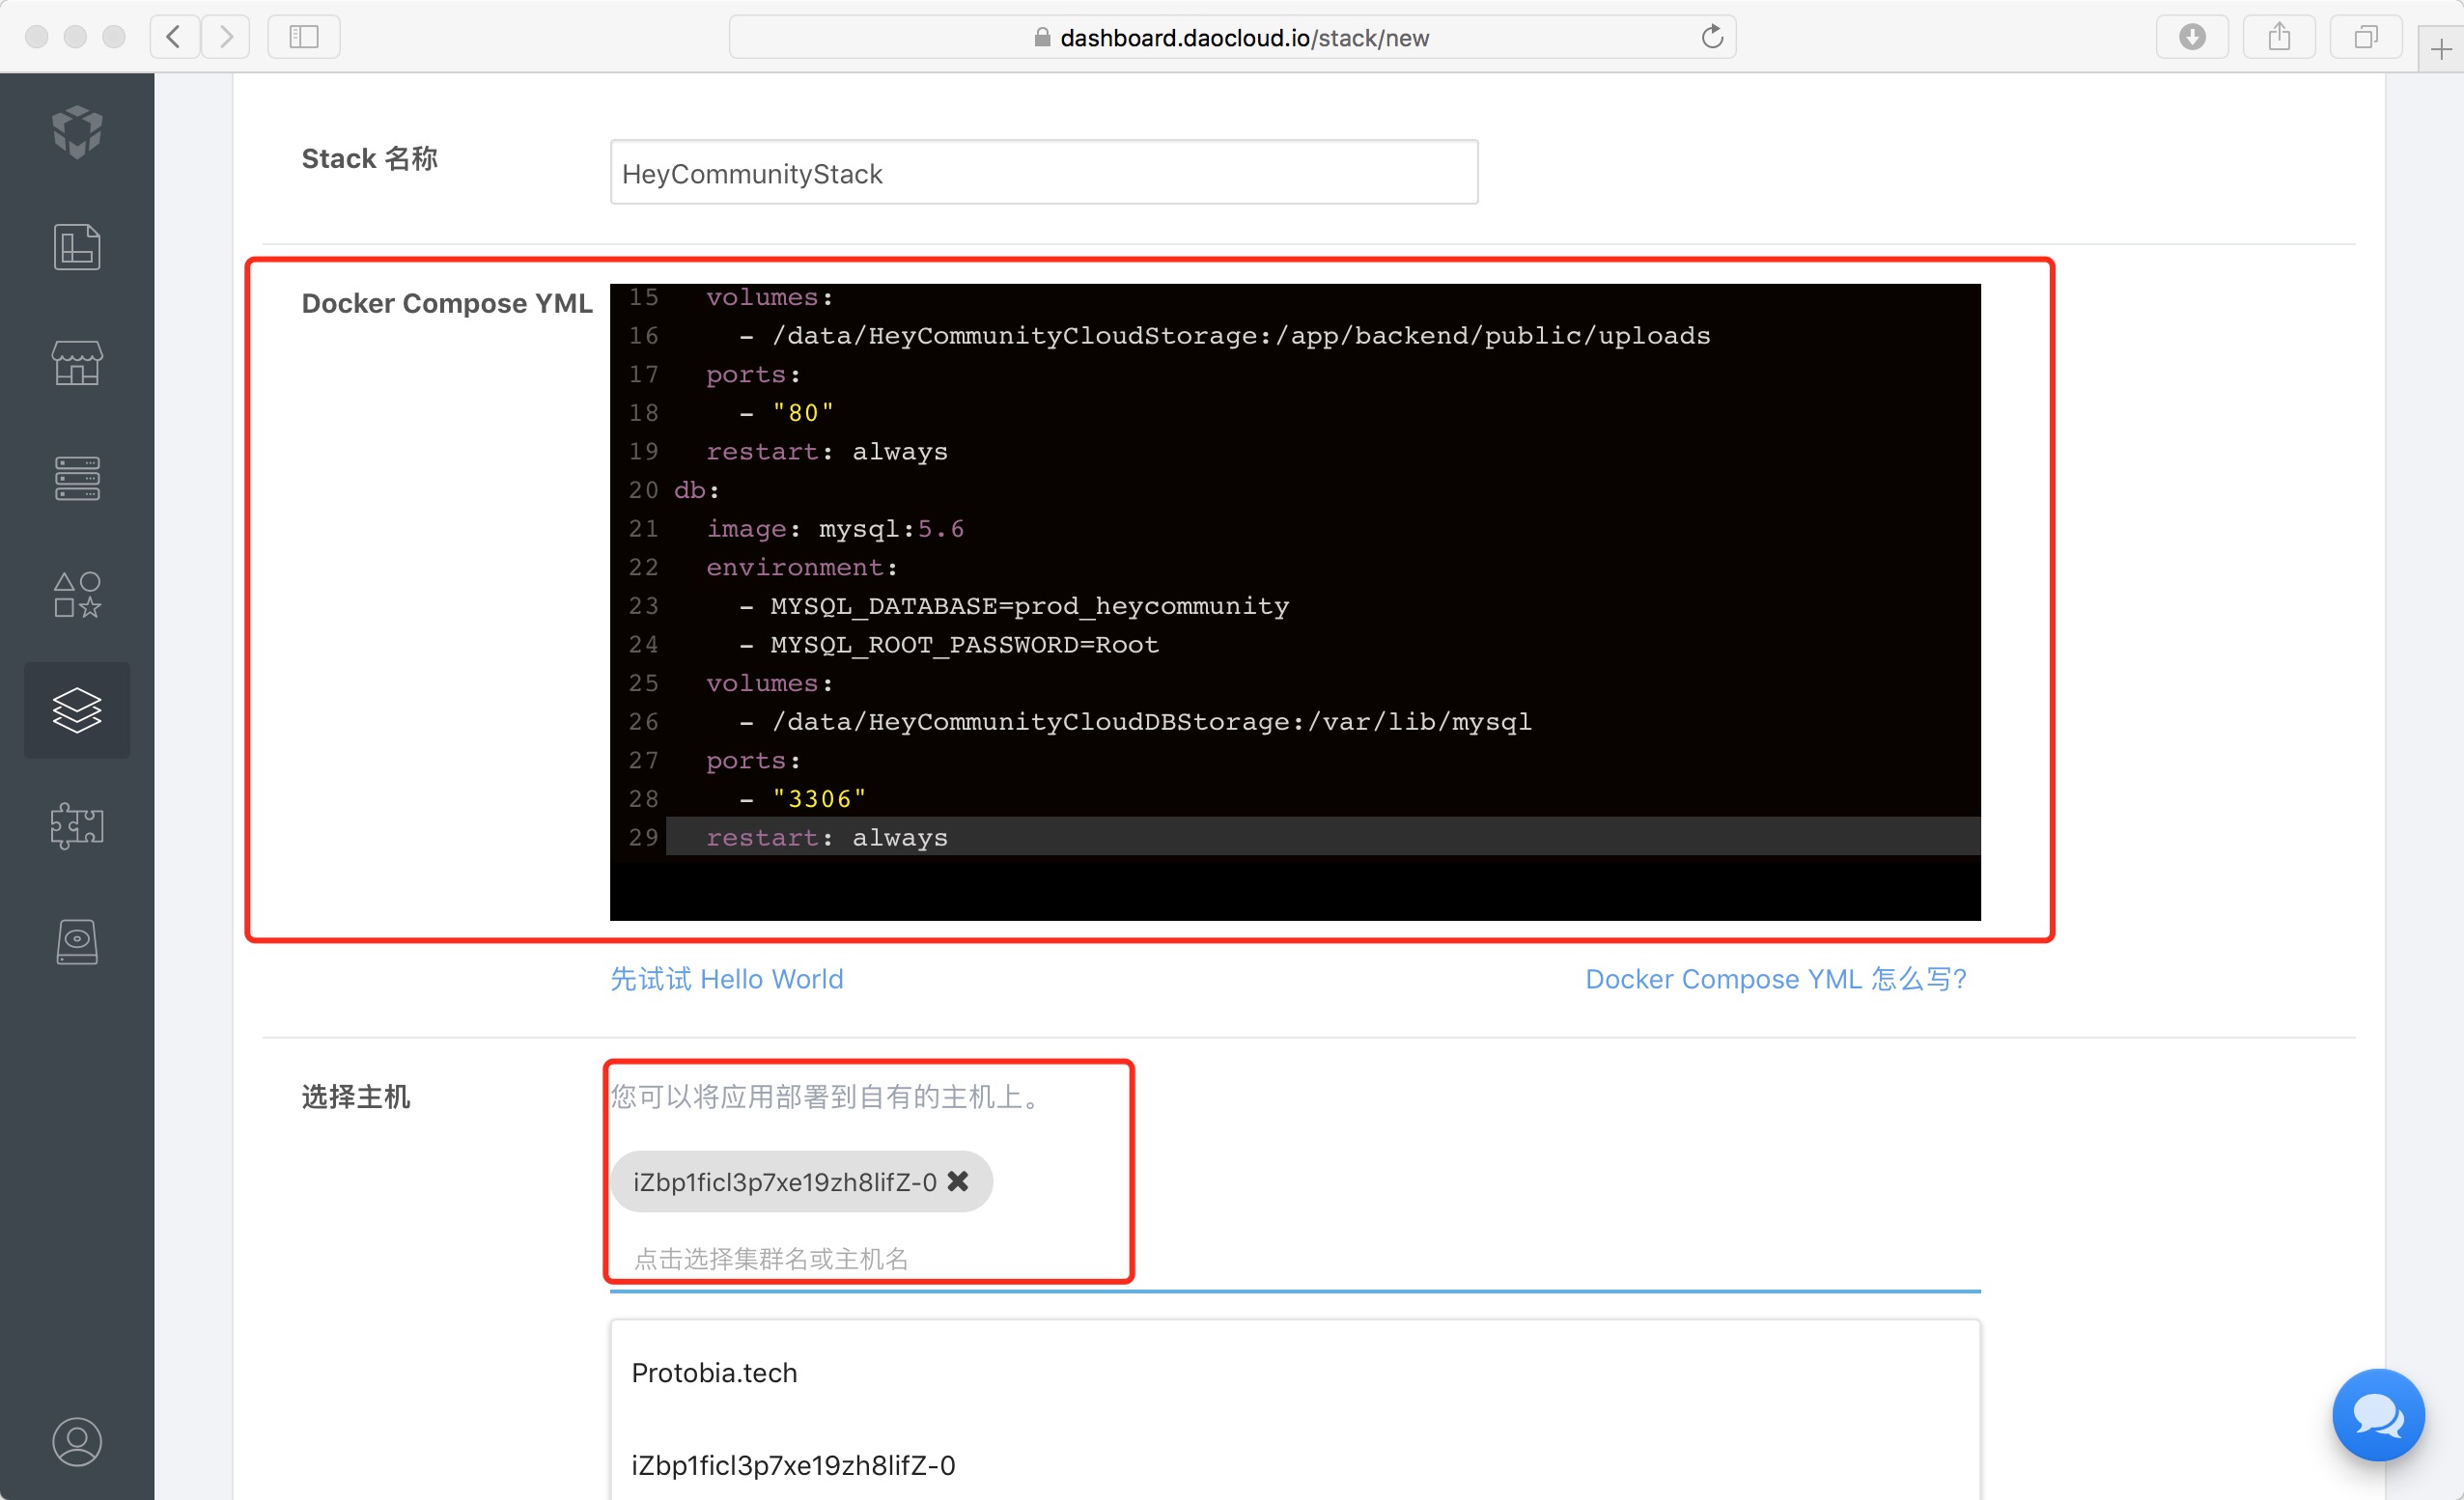 dashboard.daocloud.io/stack/new
Stack 名称
HeyCommunityStack
Docker Compose YML
15 volumes:
16 - /data/HeyCommunityCloudStorage:/app/backend/public/uploads
17 ports:
18 - "80"
19 restart: always
20 db:
21 image: mysql:5.6
22 environment:
23 - MYSQL_DATABASE=prod_heycommunity
24 - MYSQL_ROOT_PASSWORD=Root
25 volumes:
26 - /data/HeyCommunityCloudDBStorage:/var/lib/mysql
27 ports:
28 - "3306"
29 restart: always
先试试 Hello World
Docker Compose YML 怎么写?
选择主机
您可以将应用部署到自有的主机上。
iZbp1ficl3p7xe19zh8lifZ-0
点击选择集群名或主机名
Protobia.tech
iZbp1ficl3p7xe19zh8lifZ-0